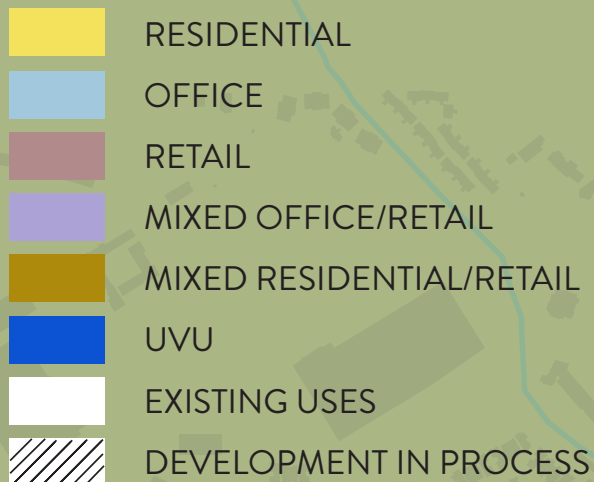 RESIDENTIAL
OFFICE
RETAIL
MIXED OFFICE/RETAIL
MIXED RESIDENTIAL/RETAIL
UVU
EXISTING USES
DEVELOPMENT IN PROCESS